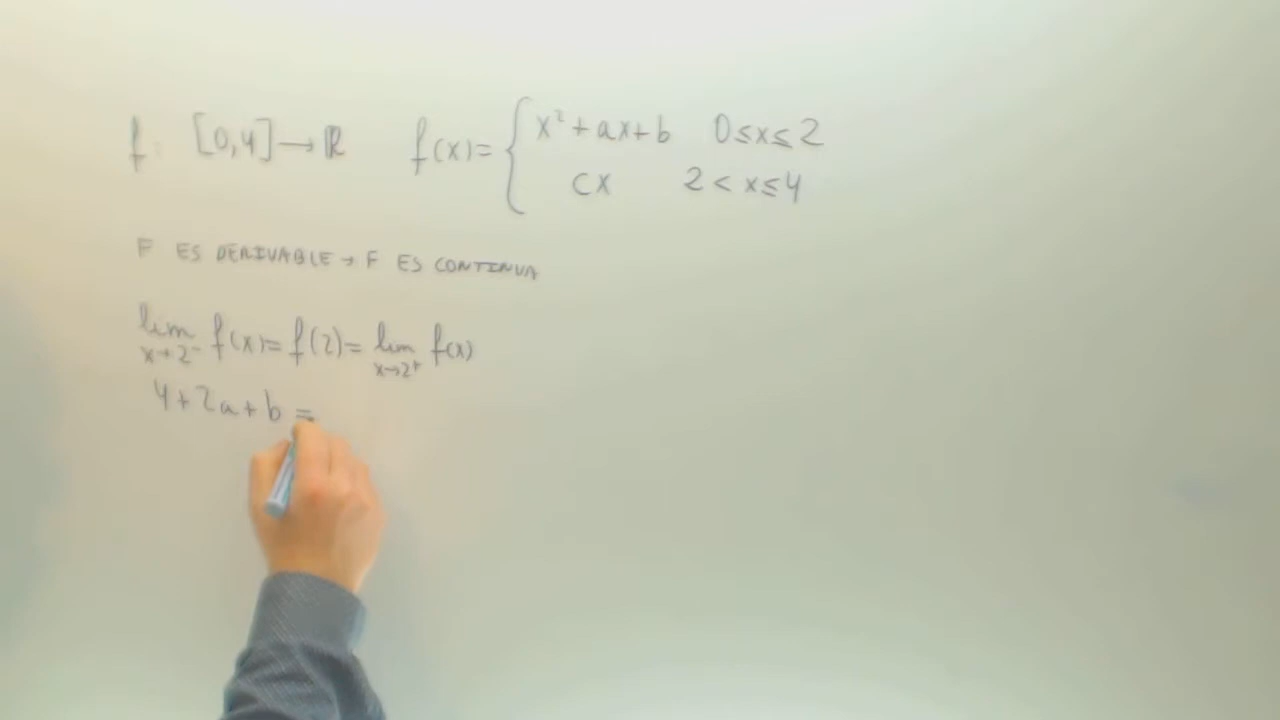 f: [0,4]→ℝ f(x)= { x²+ax+b 0≤x≤2
cx 2<x≤4
F ES DERIVABLE → F ES CONTINUA
lim x→2⁻ f(x)= f(2)= lim x→2⁺ f(x)
4+2a+b =